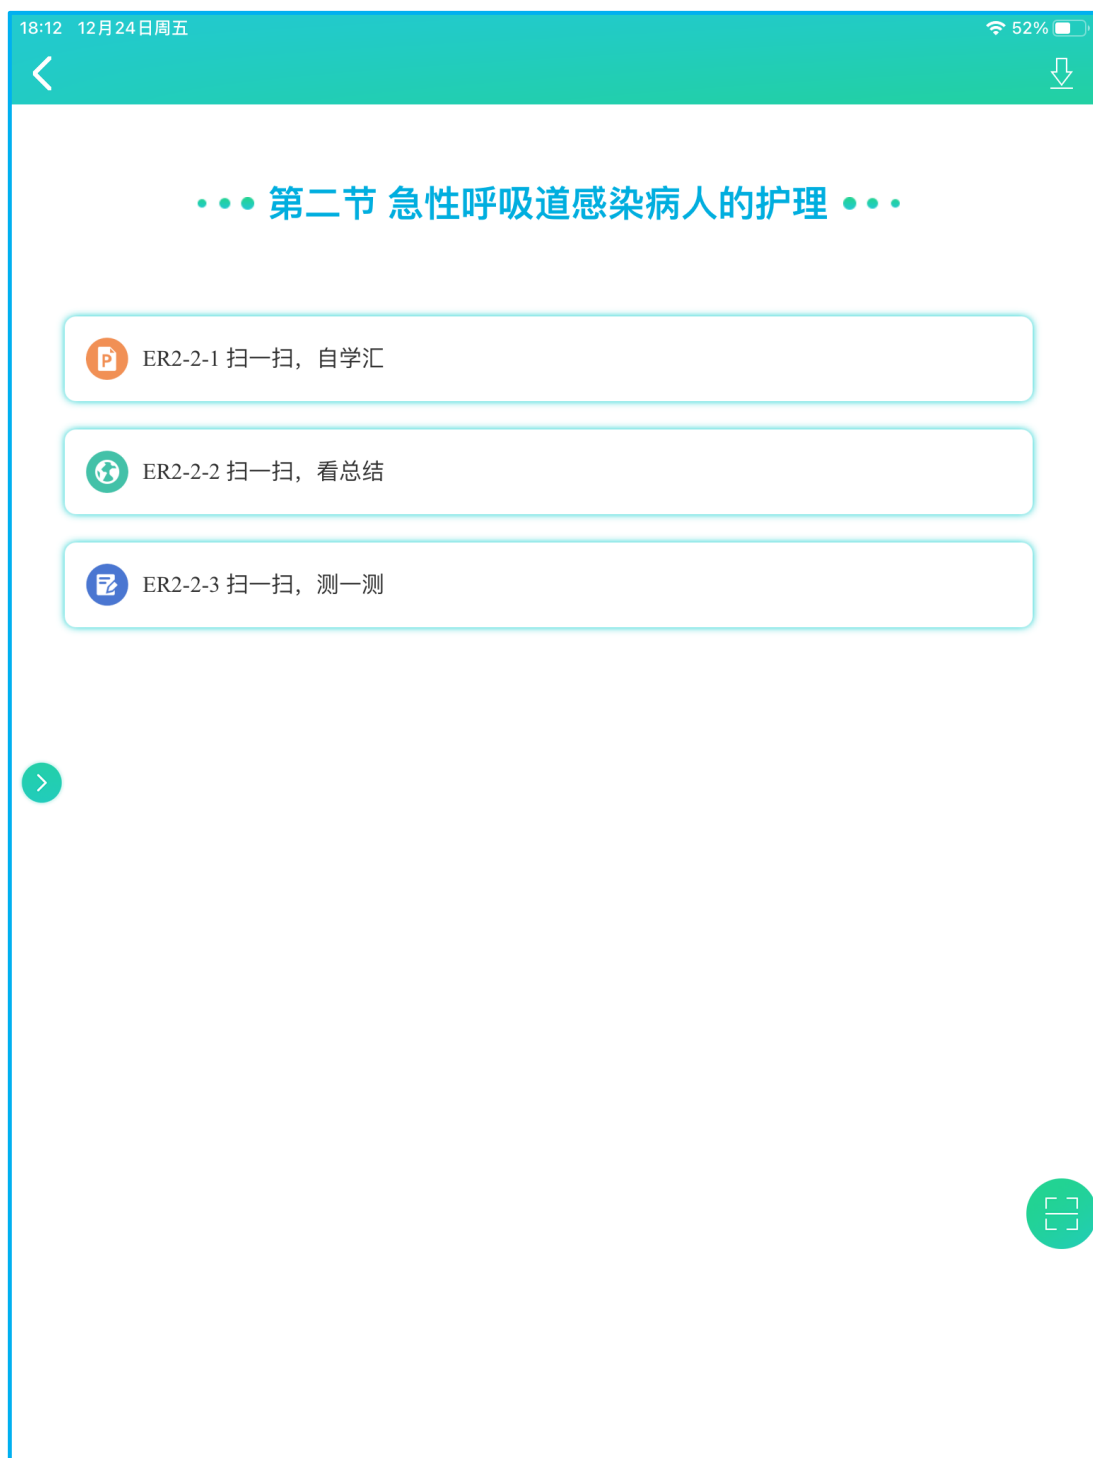 18:12 12月24日周五 52%
第二节 急性呼吸道感染病人的护理
P
ER2-2-1 扫一扫，自学汇
ER2-2-2 扫一扫，看总结
ER2-2-3 扫一扫，测一测